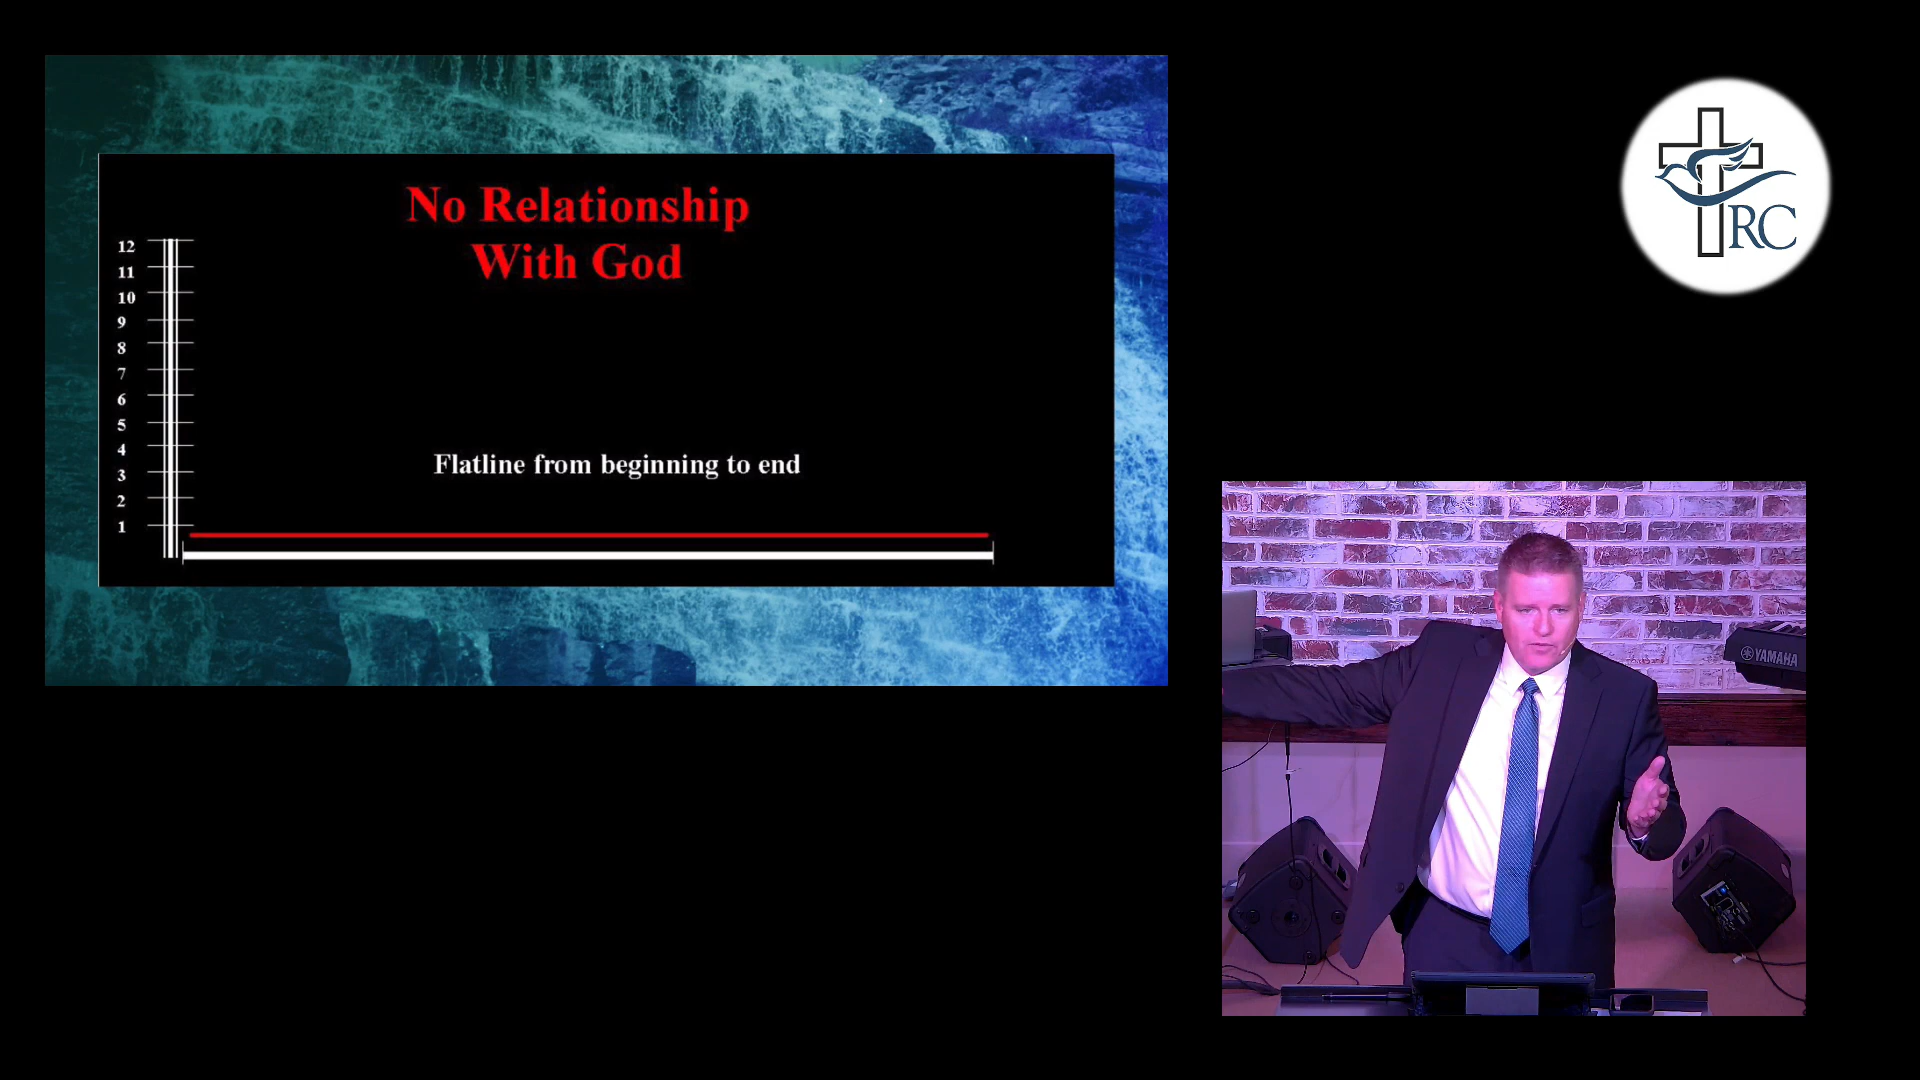 No Relationship
With God
12
11
10
9
8
7
6
5
4
3
2
1
Flatline from beginning to end
RC
YAMAHA